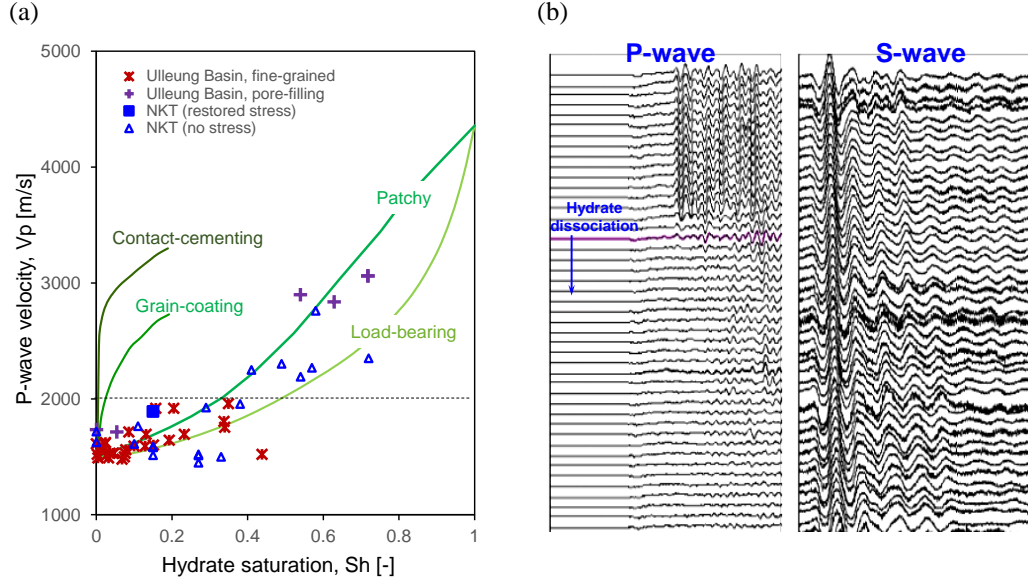 (a)
5000
4000
3000
2000
1000
P-wave velocity, Vp [m/s]
Ulleung Basin, fine-grained
Ulleung Basin, pore-filling
NKT (restored stress)
NKT (no stress)
Patchy
Contact-cementing
Grain-coating
Load-bearing
0
0.2
0.4
0.6
0.8
1
Hydrate saturation, Sh [-]
(b)
P-wave
S-wave
Hydrate
dissociation